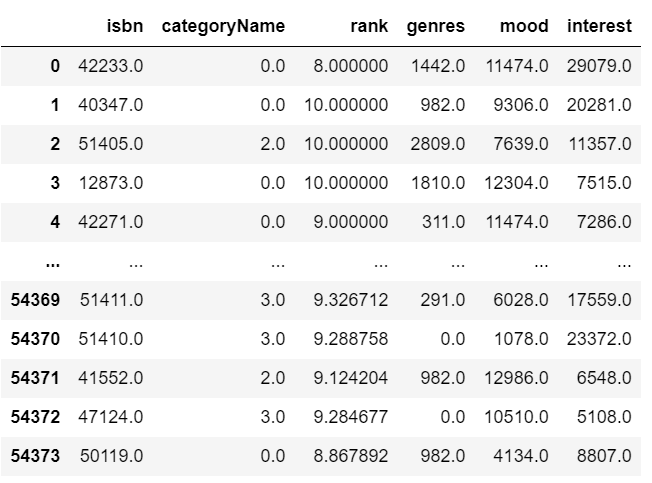 isbn categoryName rank genres mood interest
0 42233.0 0.0 8.000000 1442.0 11474.0 29079.0
1 40347.0 0.0 10.000000 982.0 9306.0 20281.0
2 51405.0 2.0 10.000000 2809.0 7639.0 11357.0
3 12873.0 0.0 10.000000 1810.0 12304.0 7515.0
4 42271.0 0.0 9.000000 311.0 11474.0 7286.0
... ... ... ... ... ... ...
54369 51411.0 3.0 9.326712 291.0 6028.0 17559.0
54370 51410.0 3.0 9.288758 0.0 1078.0 23372.0
54371 41552.0 2.0 9.124204 982.0 12986.0 6548.0
54372 47124.0 3.0 9.284677 0.0 10510.0 5108.0
54373 50119.0 0.0 8.867892 982.0 4134.0 8807.0